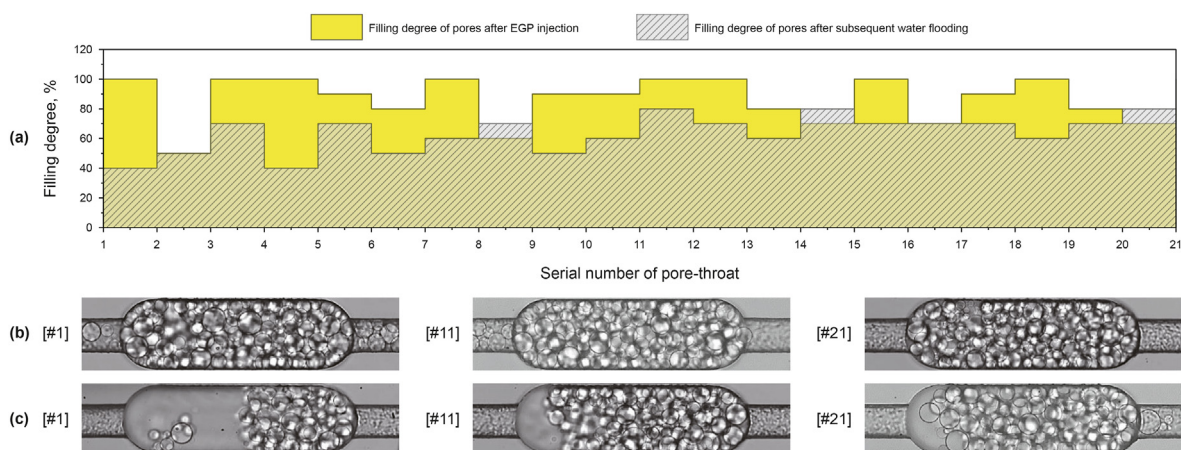 Filling degree of pores after EGP injection
Filling degree of pores after subsequent water flooding
(a)
Filling degree, %
120
100
80
60
40
20
0
1 2 3 4 5 6 7 8 9 10 11 12 13 14 15 16 17 18 19 20 21
Serial number of pore-throat
(b) [#1] [#11] [#21]
(c) [#1] [#11] [#21]